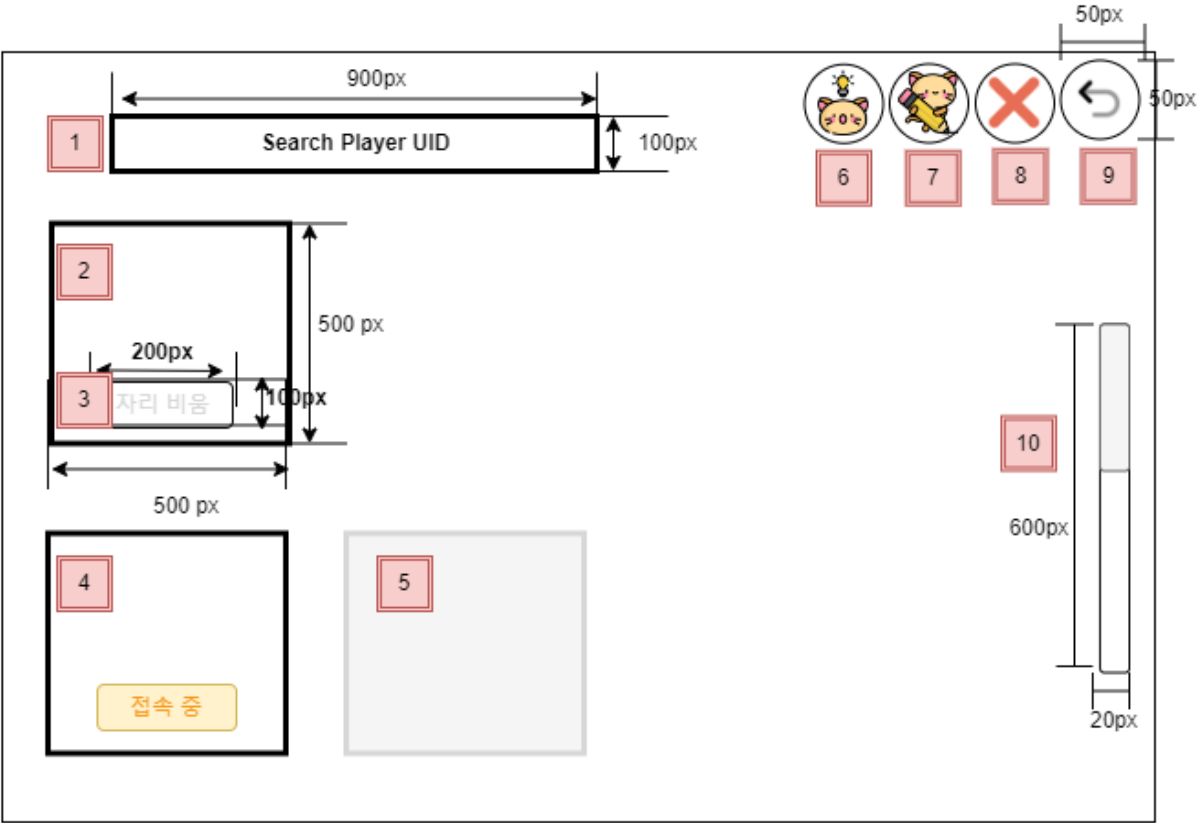 50px
900px
50px
1
Search Player UID
100px
6
7
8
9
2
500 px
200px
3
자리 비움
100px
10
500 px
600px
4
5
접속 중
20px